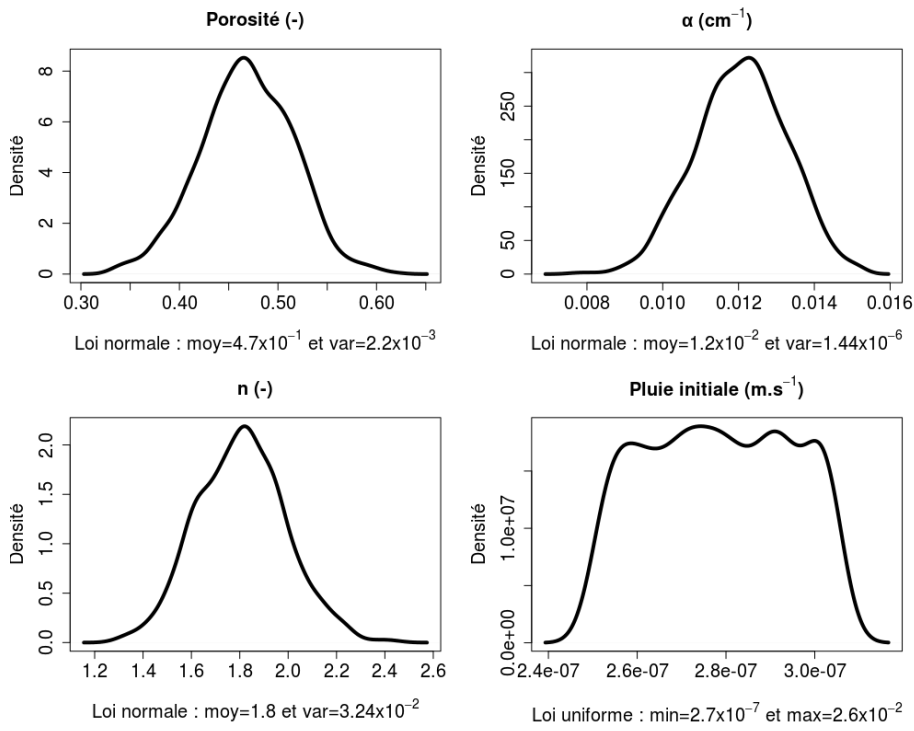 Porosité (-)
Densité
8
6
4
2
0
0.30 0.40 0.50 0.60
Loi normale : moy=4.7x10⁻¹ et var=2.2x10⁻³
α (cm⁻¹)
Densité
250
150
50
0
0.008 0.010 0.012 0.014 0.016
Loi normale : moy=1.2x10⁻² et var=1.44x10⁻⁶
n (-)
Densité
2.0
1.5
1.0
0.5
0.0
1.2 1.4 1.6 1.8 2.0 2.2 2.4 2.6
Loi normale : moy=1.8 et var=3.24x10⁻²
Pluie initiale (m.s⁻¹)
Densité
1.0e+07
0.0e+00
2.4e-07 2.6e-07 2.8e-07 3.0e-07
Loi uniforme : min=2.7x10⁻⁷ et max=2.6x10⁻²